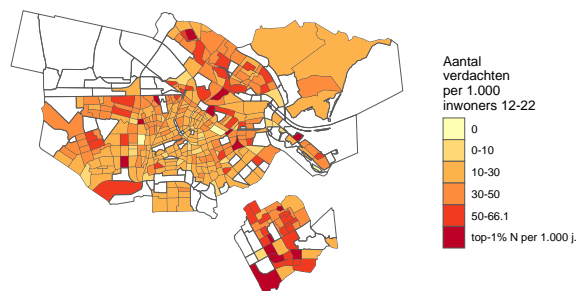 Aantal
verdachten
per 1.000
inwoners 12-22
0
0-10
10-30
30-50
50-66.1
top-1% N per 1.000 j.